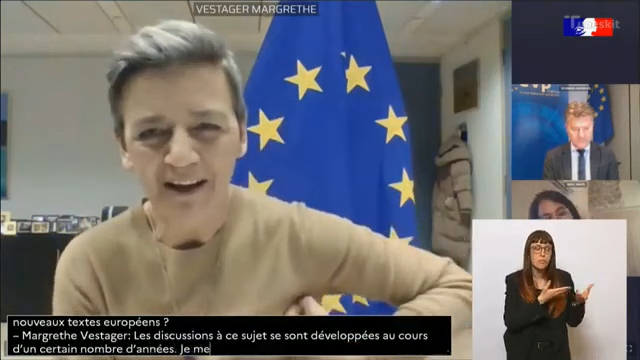 VESTAGER MARGRETHE
nouveaux textes européens ?
– Margrethe Vestager: Les discussions à ce sujet se sont développées au cours
d’un certain nombre d’années. Je me